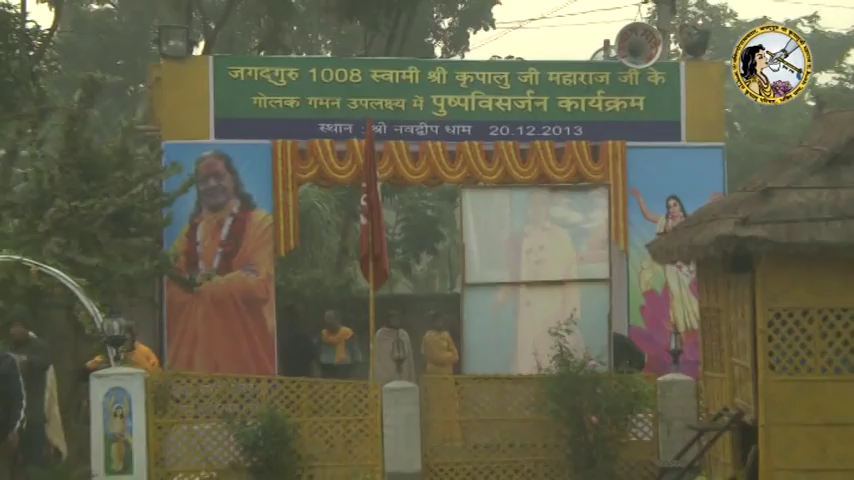 जगद्गुरु 1008 स्वामी श्री कृपालु जी महाराज जी के
गोलक गमन उपलक्ष्य में पुष्पविसर्जन कार्यक्रम
स्थान : श्री नवद्वीप धाम 20.12.2013